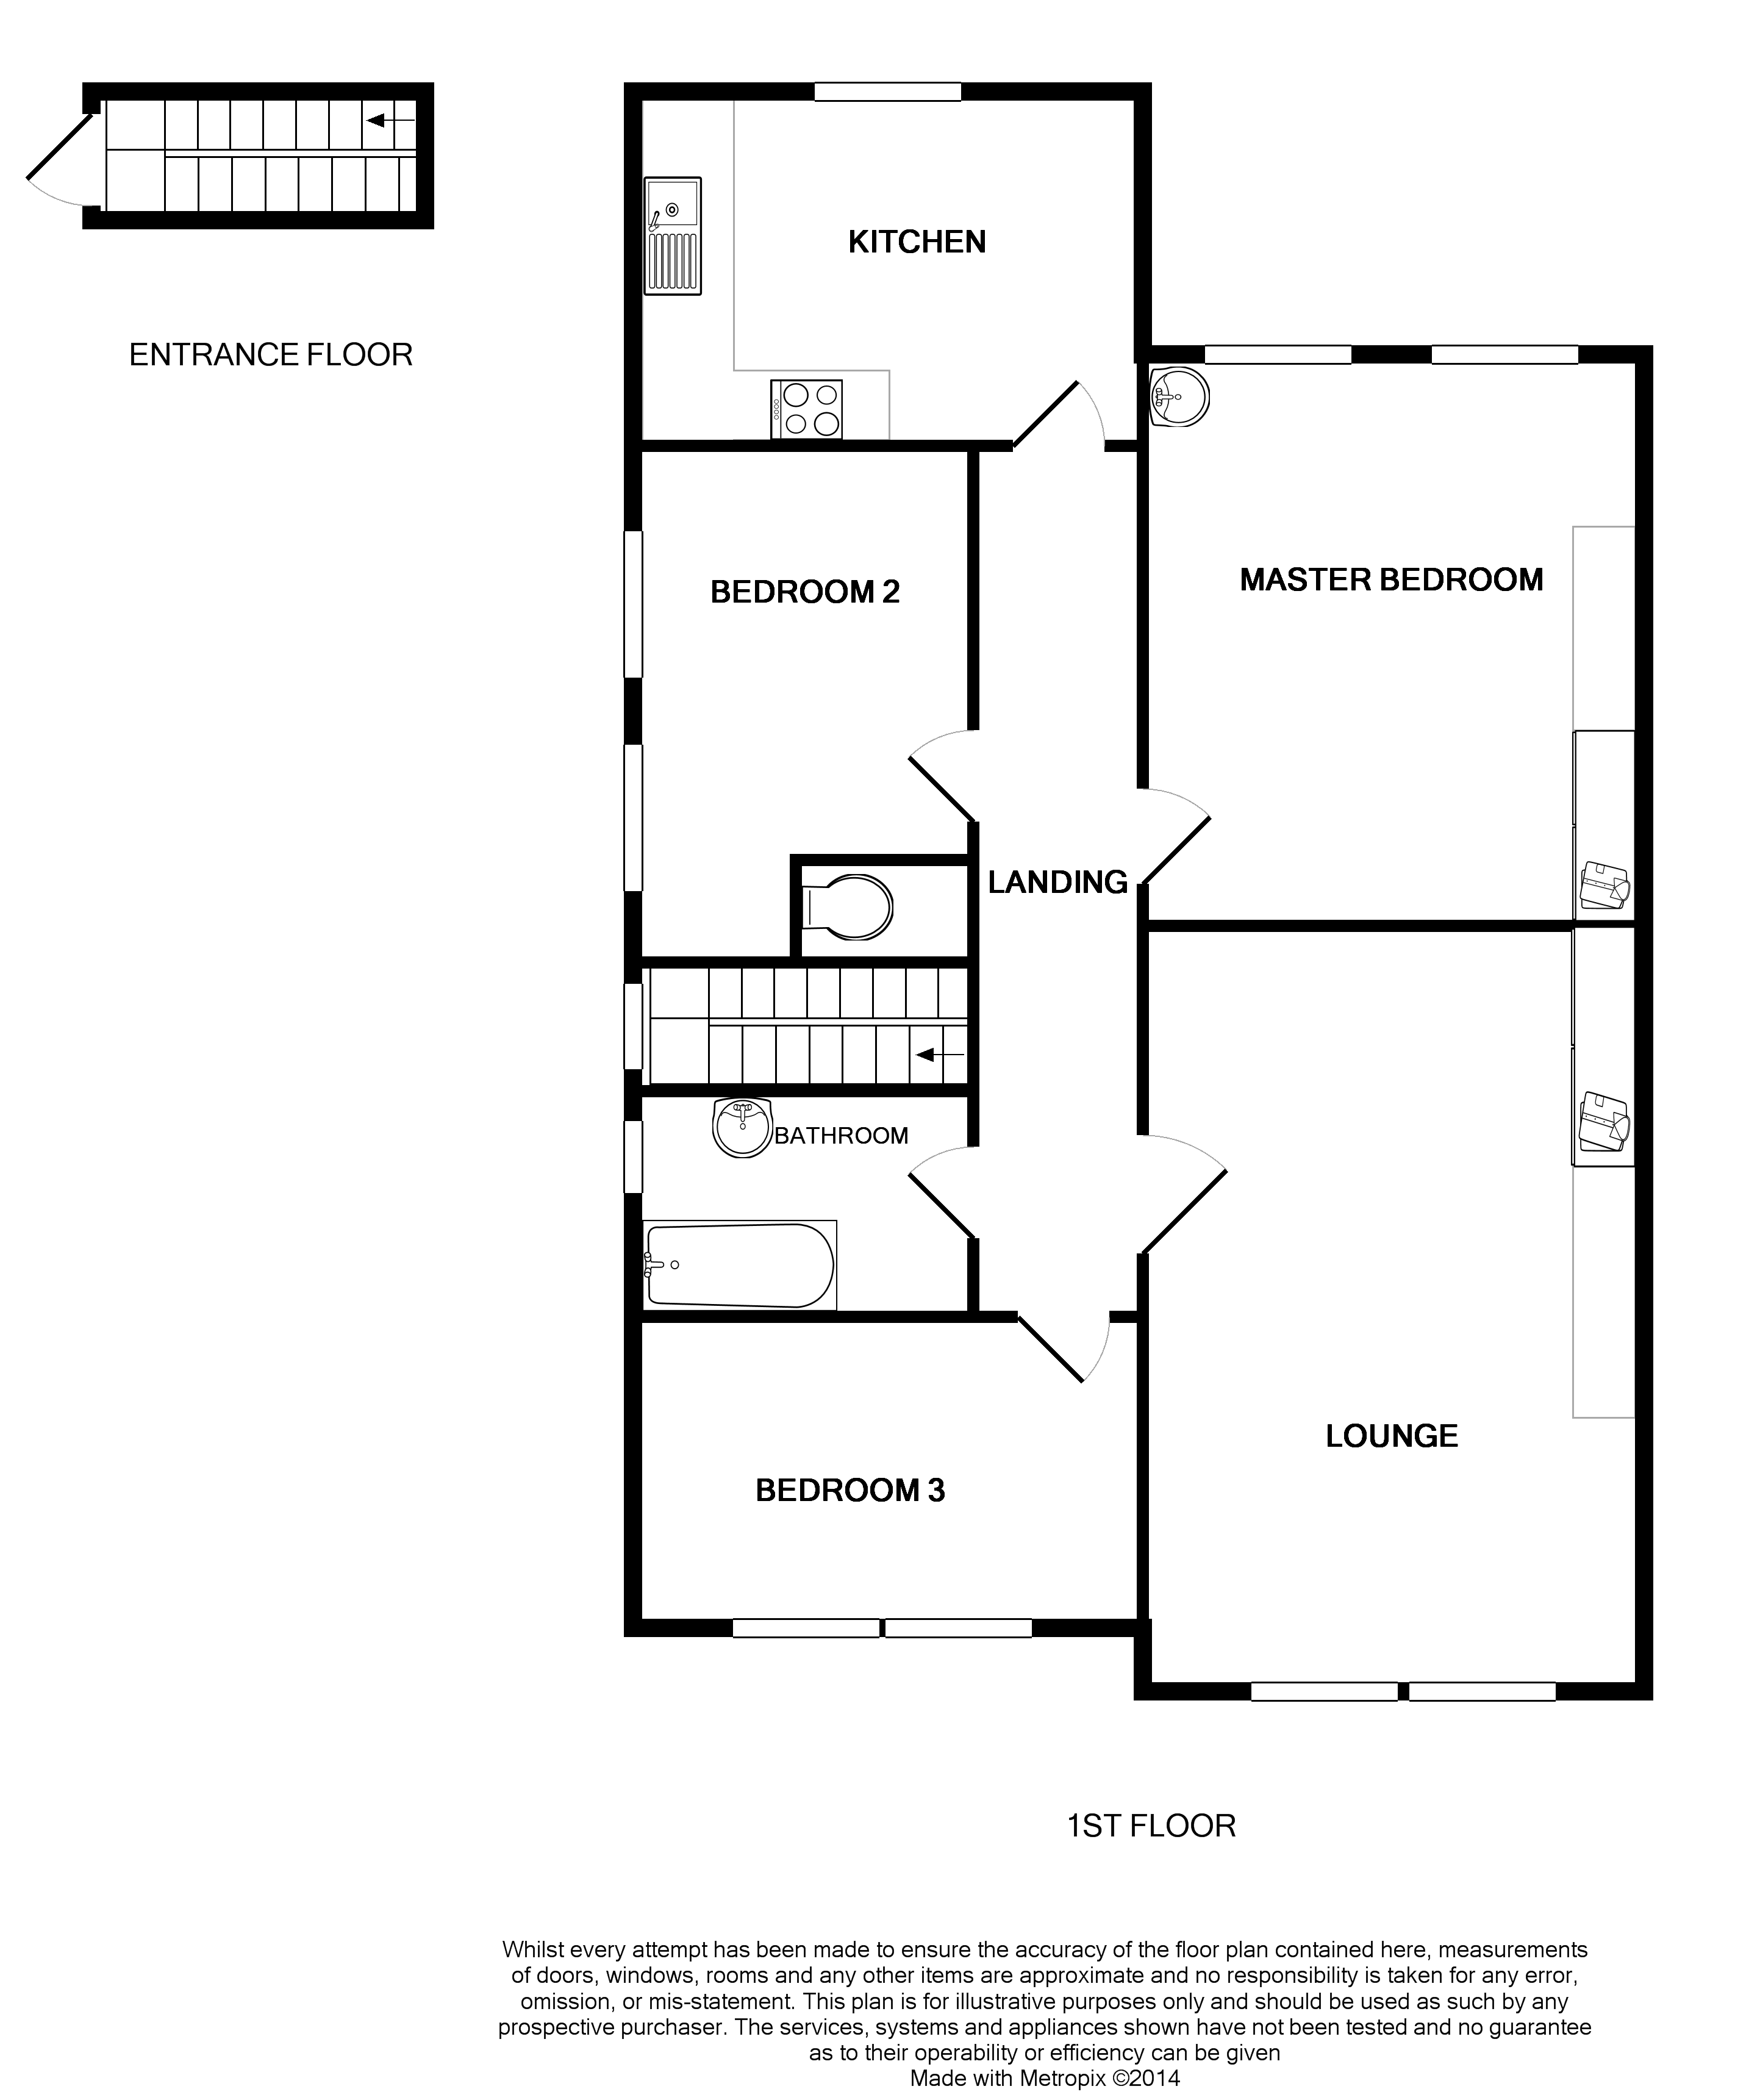 KITCHEN
ENTRANCE FLOOR
MASTER BEDROOM
BEDROOM 2
LANDING
BATHROOM
LOUNGE
BEDROOM 3
1ST FLOOR
Whilst every attempt has been made to ensure the accuracy of the floor plan contained here, measurements
of doors, windows, rooms and any other items are approximate and no responsibility is taken for any error,
omission, or mis-statement. This plan is for illustrative purposes only and should be used as such by any
prospective purchaser. The services, systems and appliances shown have not been tested and no guarantee
as to their operability or efficiency can be given
Made with Metropix ©2014